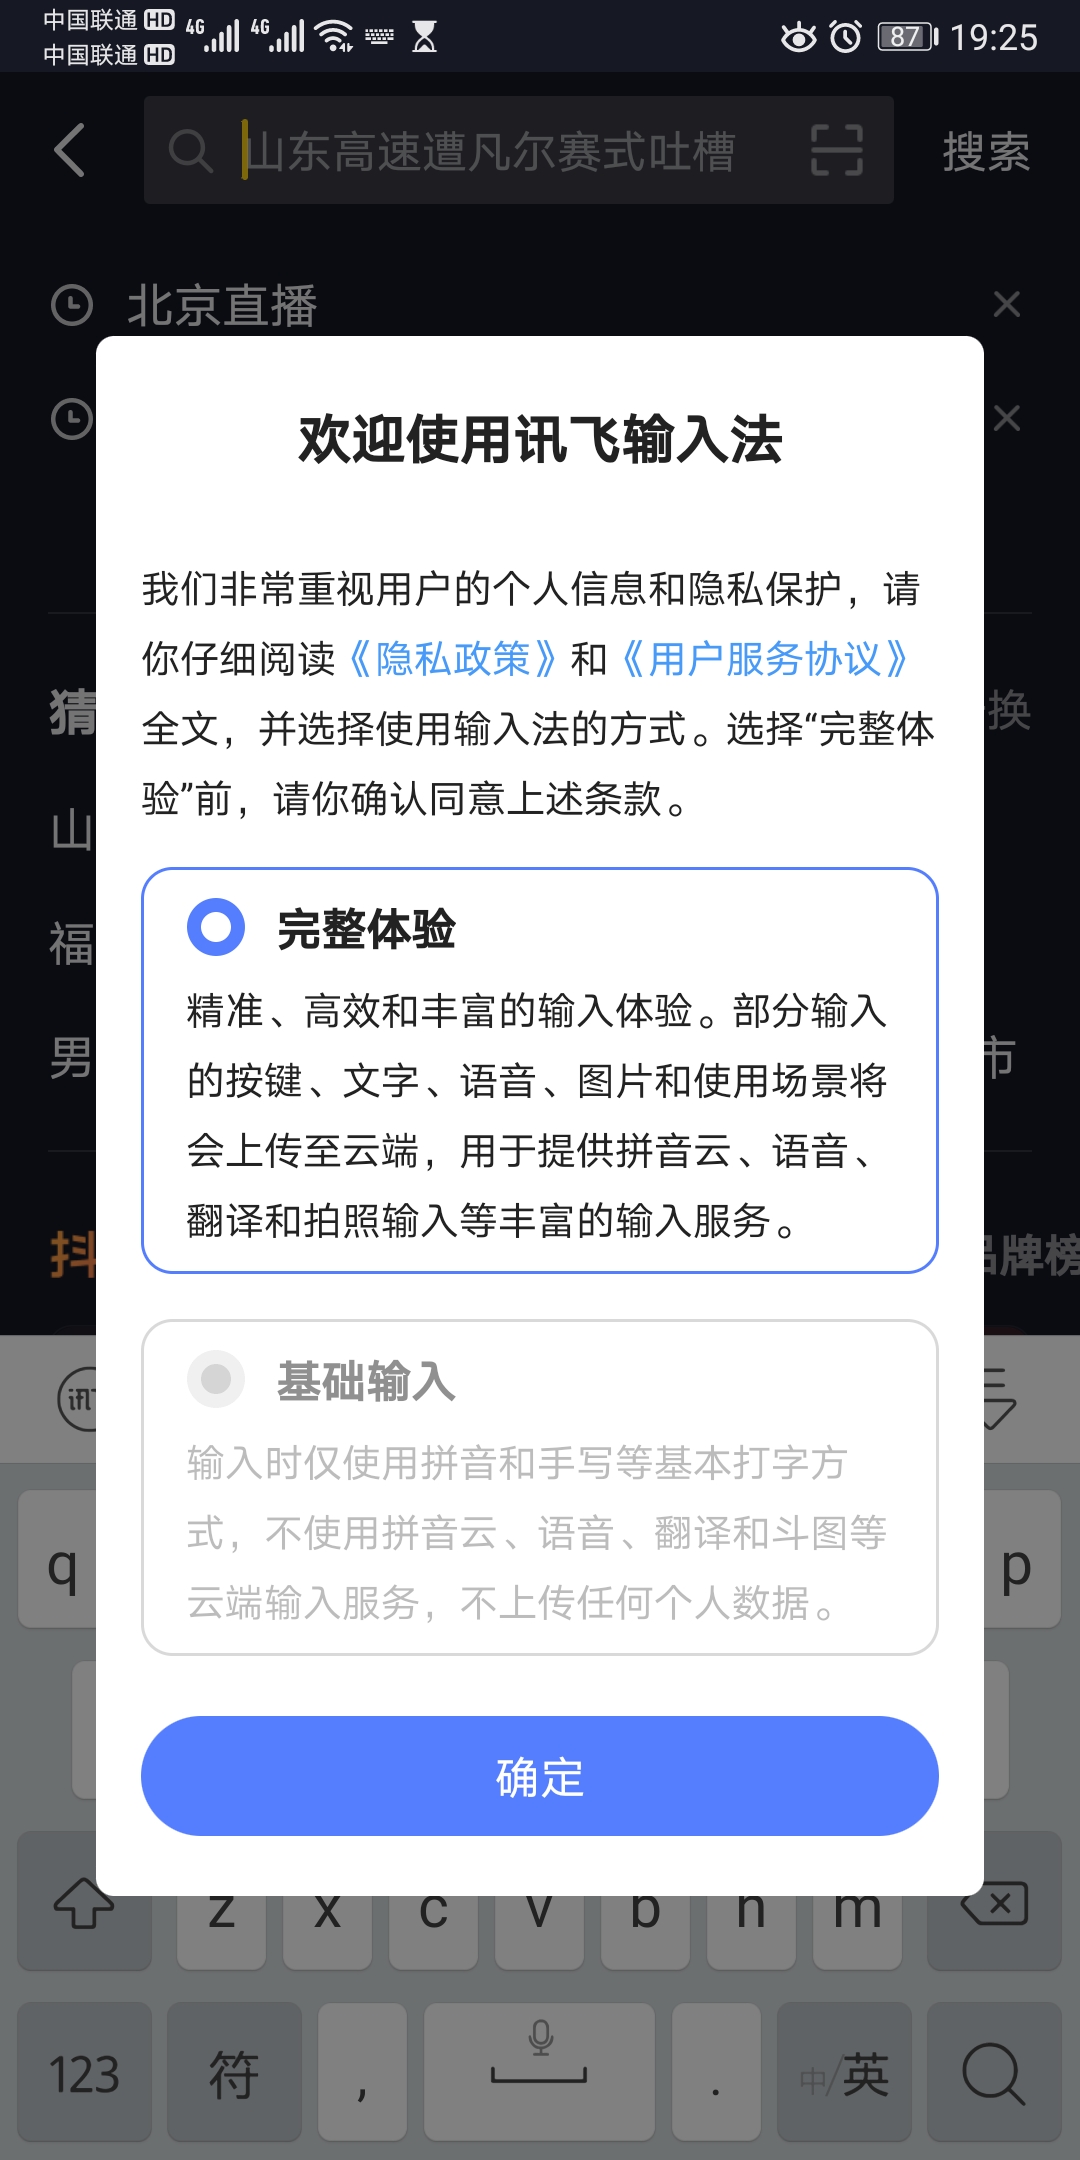 中国联通 HD 4G 4G 87 19:25
中国联通 HD
山东高速遭凡尔赛式吐槽 搜索
北京直播
欢迎使用讯飞输入法
我们非常重视用户的个人信息和隐私保护，请
你仔细阅读《隐私政策》和《用户服务协议》
猜 换
全文，并选择使用输入法的方式。选择“完整体
验”前，请你确认同意上述条款。
山
完整体验
福
精准、高效和丰富的输入体验。部分输入
男 市
的按键、文字、语音、图片和使用场景将
会上传至云端，用于提供拼音云、语音、
翻译和拍照输入等丰富的输入服务。
抖 品牌榜
基础输入
输入时仅使用拼音和手写等基本打字方
式，不使用拼音云、语音、翻译和斗图等
q p
云端输入服务，不上传任何个人数据。
确定
z x c v b n m
123 符 , . 中/英